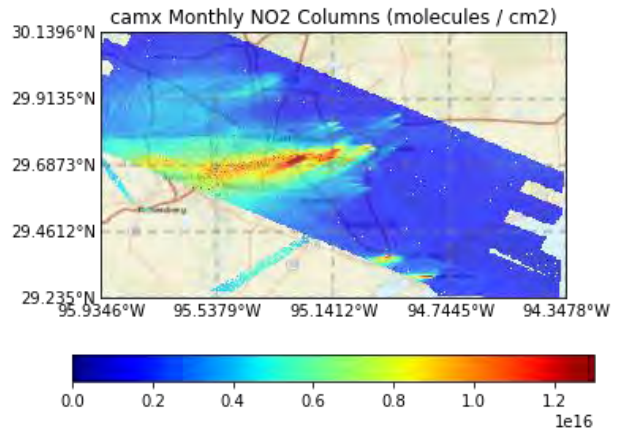 camx Monthly NO2 Columns (molecules / cm2)
30.1396°N
29.9135°N
29.6873°N
29.4612°N
29.235°N
95.9346°W 95.5379°W 95.1412°W 94.7445°W 94.3478°W
Rosenberg
0.0 0.2 0.4 0.6 0.8 1.0 1.2
1e16